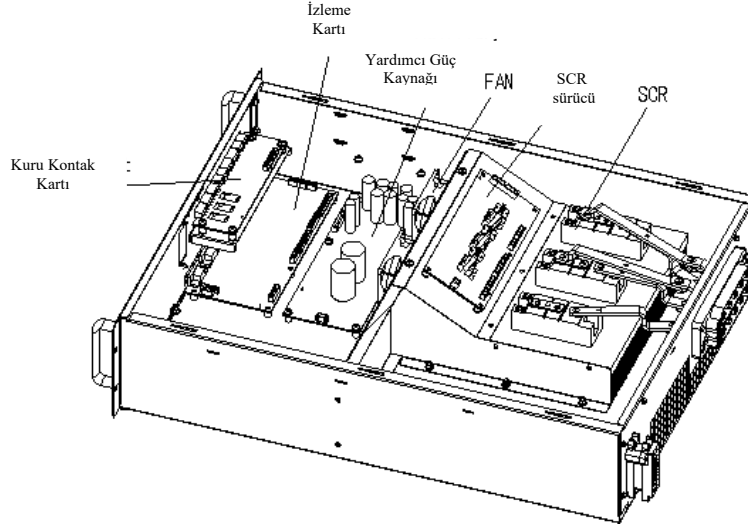 İzleme
Kartı
Yardımcı Güç
Kaynağı
FAN
SCR
sürücü
SCR
Kuru Kontak
Kartı